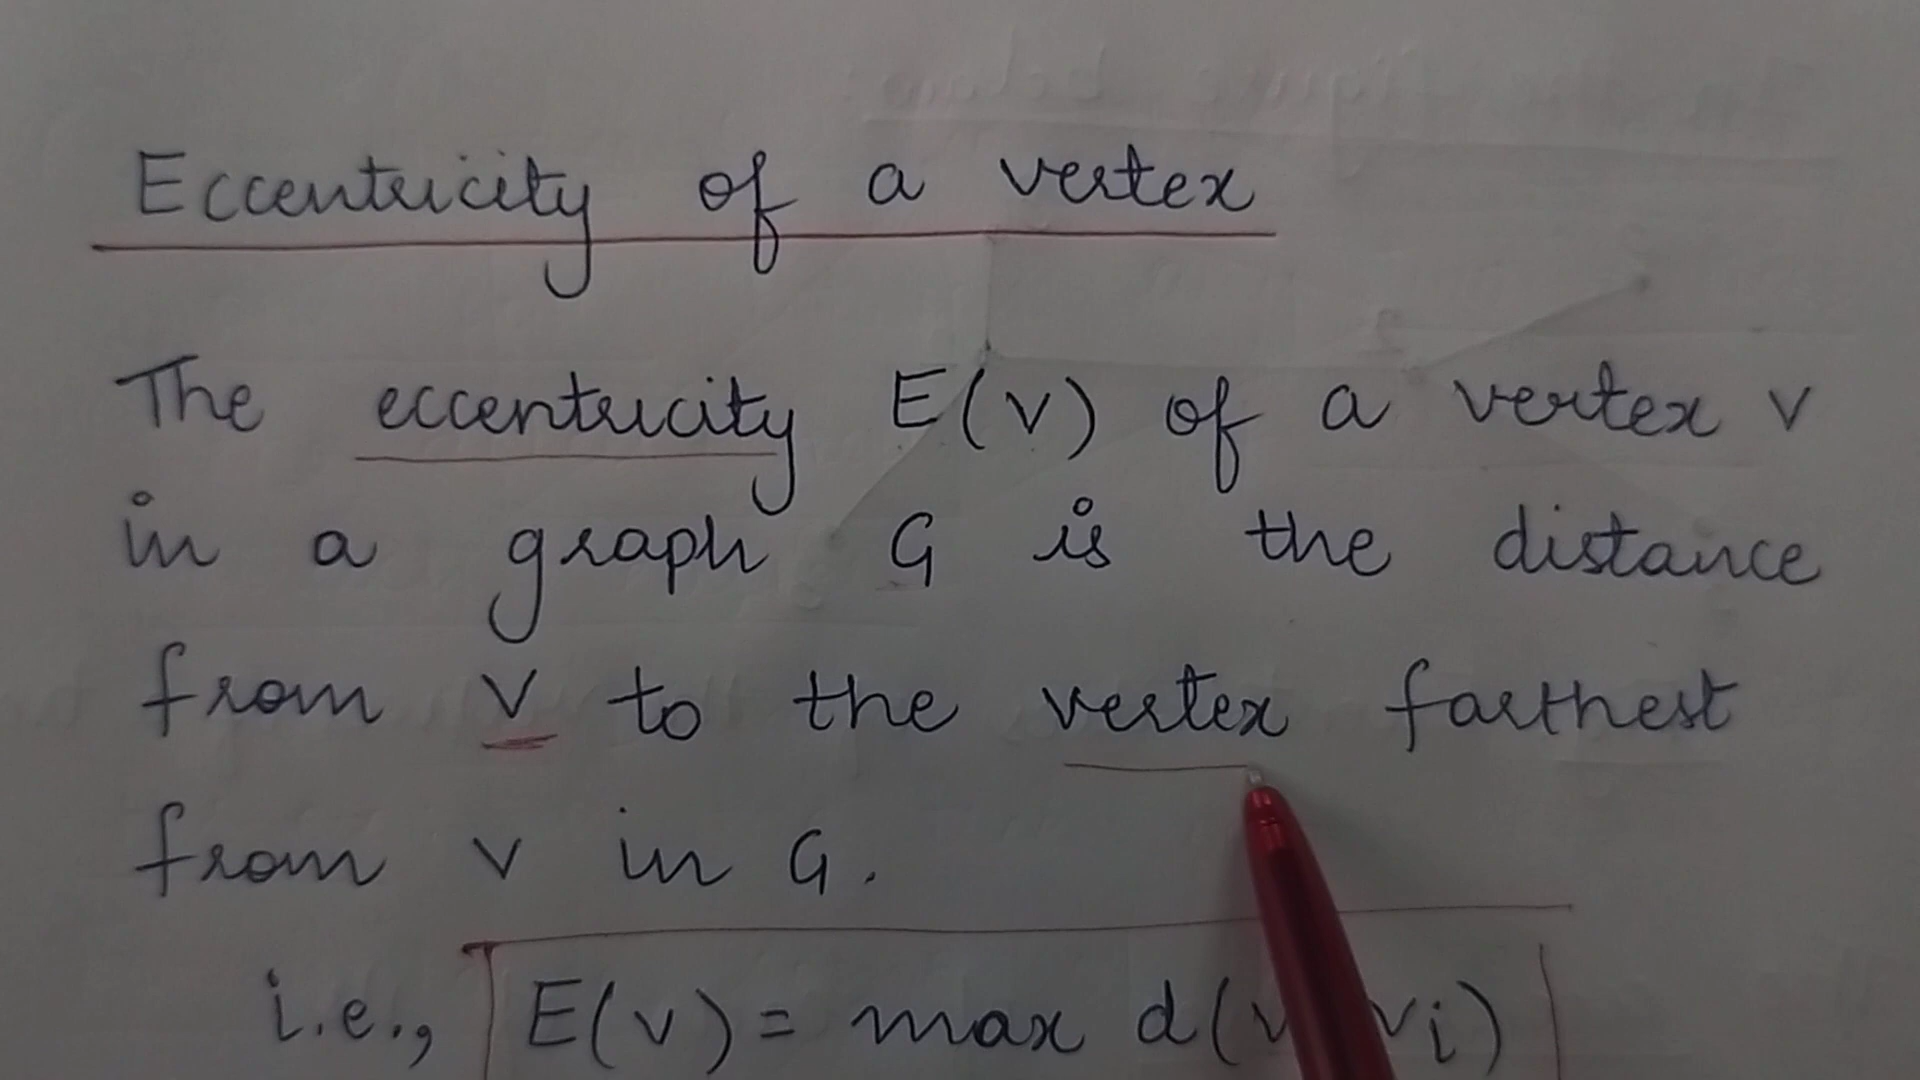 Eccentricity of a vertex
The eccentricity E(v) of a vertex v
in a graph G is the distance
from v to the vertex farthest
from v in G.
i.e., E(v) = max d(v vi)